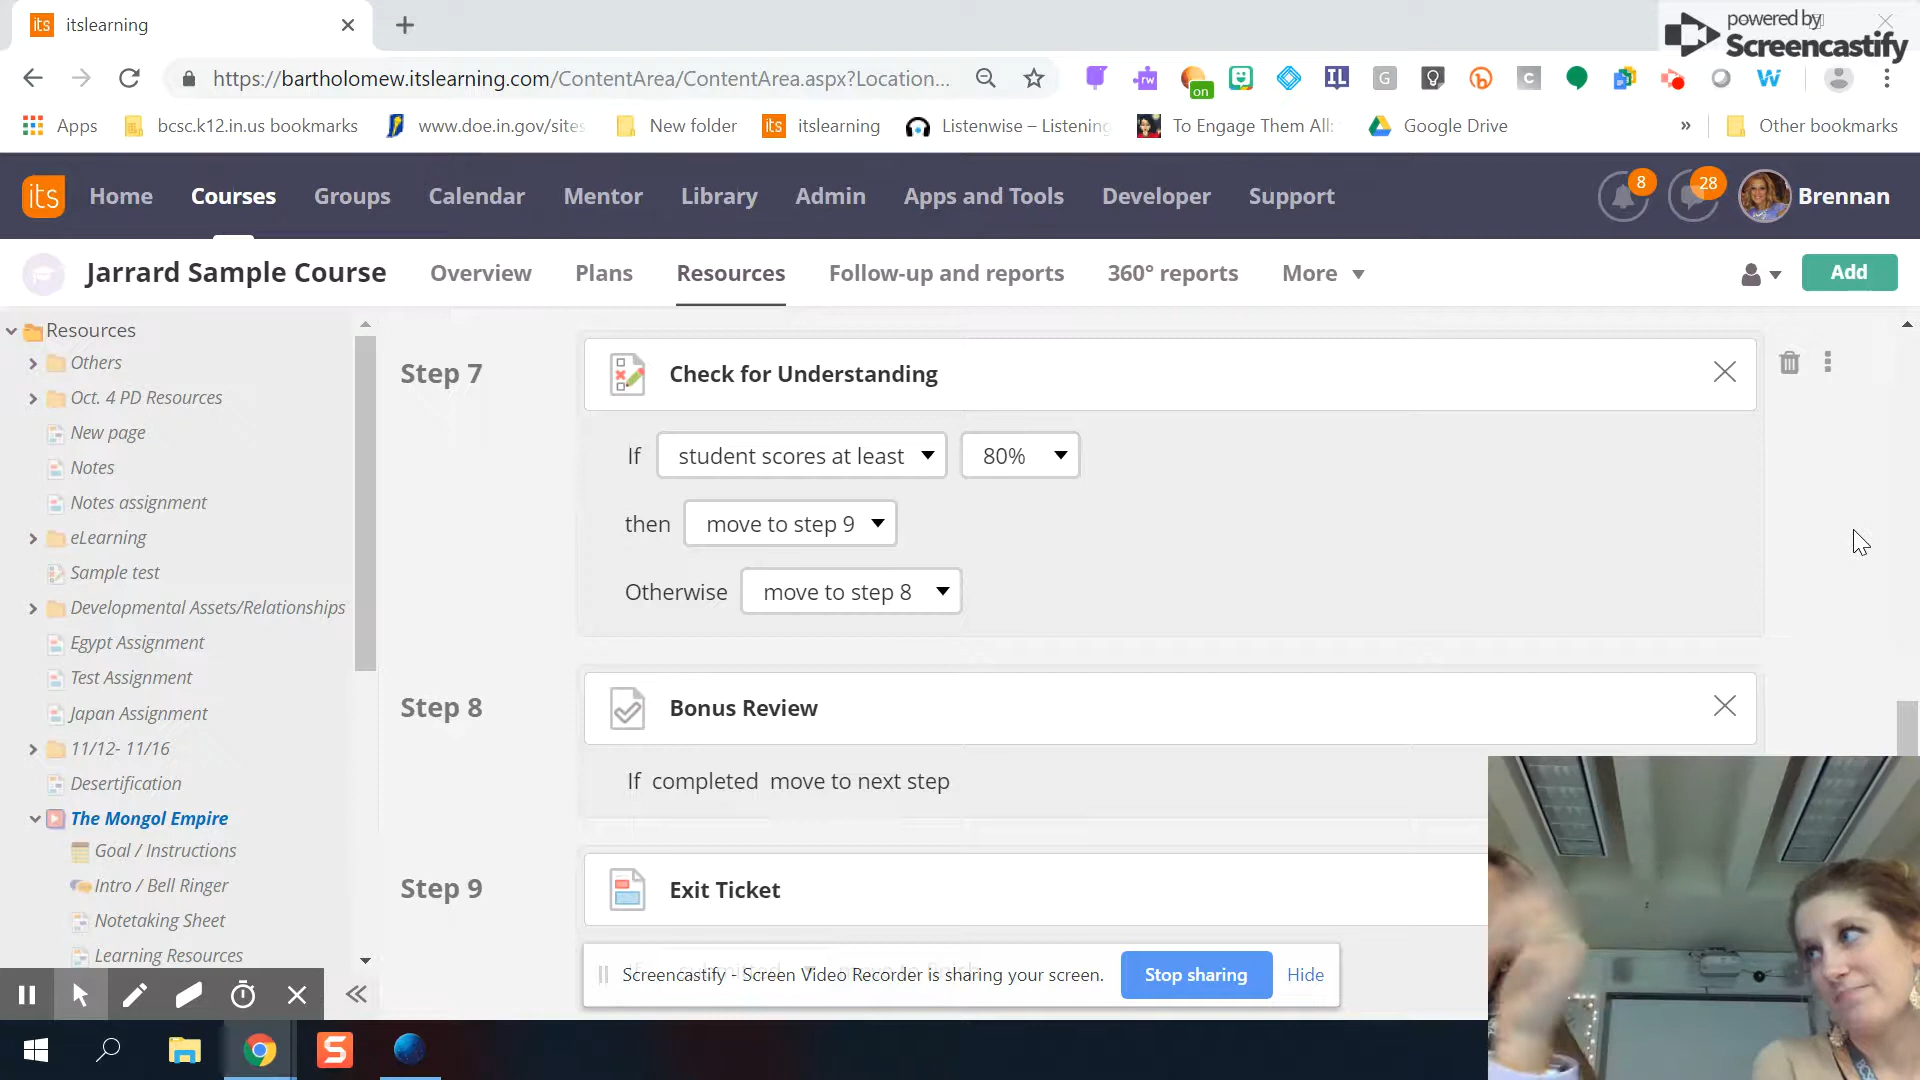 its itslearning
powered by
Screencastify
https://bartholomew.itslearning.com/ContentArea/ContentArea.aspx?Location...
rw on IL G C W
Apps bcsc.k12.in.us bookmarks www.doe.in.gov/sites New folder its itslearning Listenwise – Listening To Engage Them All: Google Drive » Other bookmarks
its Home Courses Groups Calendar Mentor Library Admin Apps and Tools Developer Support 8 28 Brennan
Jarrard Sample Course Overview Plans Resources Follow-up and reports 360° reports More Add
Resources
Others
Oct. 4 PD Resources
New page
Notes
Notes assignment
eLearning
Sample test
Developmental Assets/Relationships
Egypt Assignment
Test Assignment
Japan Assignment
11/12- 11/16
Desertification
The Mongol Empire
Goal / Instructions
Intro / Bell Ringer
Notetaking Sheet
Learning Resources
Step 7 Check for Understanding
If student scores at least 80%
then move to step 9
Otherwise move to step 8
Step 8 Bonus Review
If completed move to next step
Step 9 Exit Ticket
Screencastify - Screen Video Recorder is sharing your screen. Stop sharing Hide
S